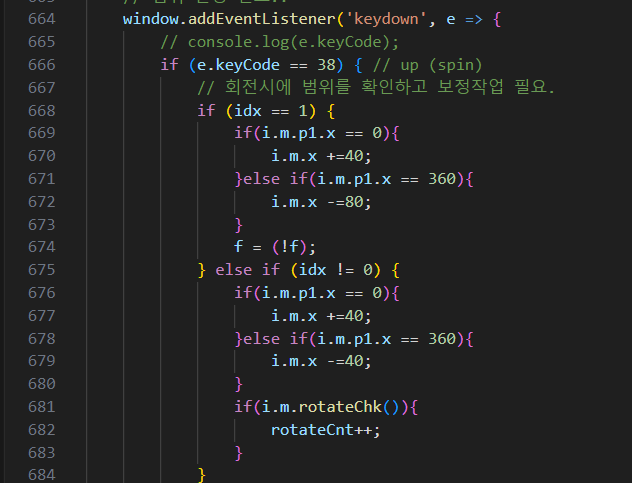 664 window.addEventListener('keydown', e => {
665 // console.log(e.keyCode);
666 if (e.keyCode == 38) { // up (spin)
667 // 회전시에 범위를 확인하고 보정작업 필요.
668 if (idx == 1) {
669 if(i.m.p1.x == 0){
670 i.m.x +=40;
671 }else if(i.m.p1.x == 360){
672 i.m.x -=80;
673 }
674 f = (!f);
675 } else if (idx != 0) {
676 if(i.m.p1.x == 0){
677 i.m.x +=40;
678 }else if(i.m.p1.x == 360){
679 i.m.x -=40;
680 }
681 if(i.m.rotateChk()){
682 rotateCnt++;
683 }
684 }